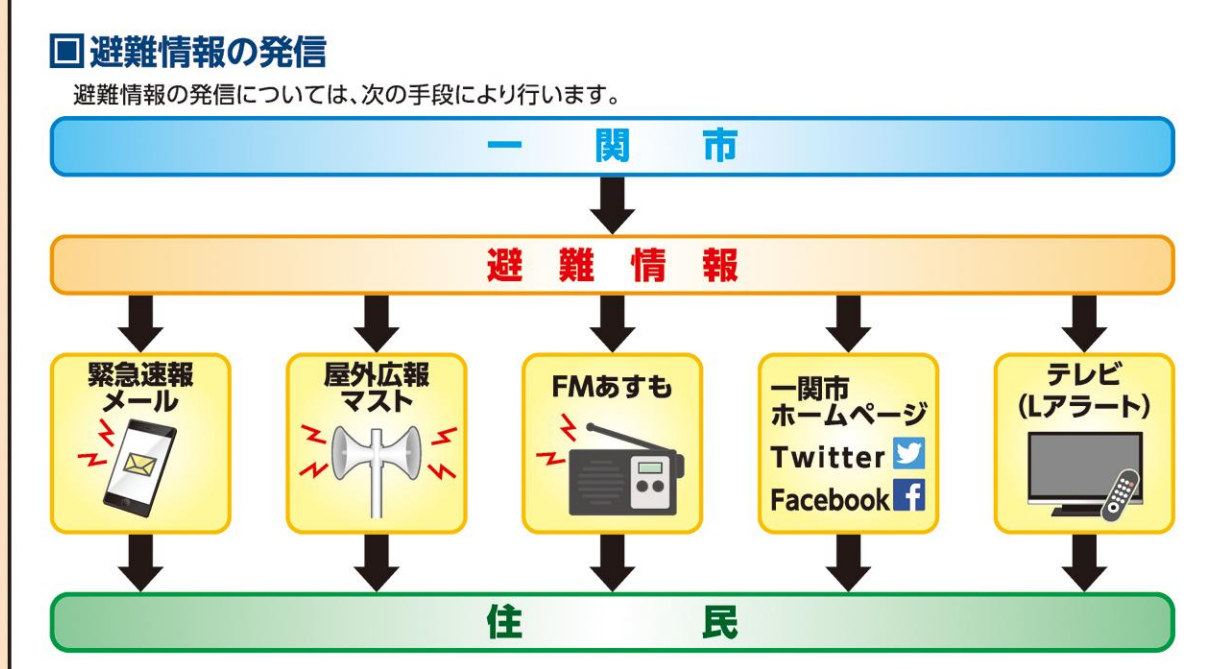 避難情報の発信
避難情報の発信については、次の手段により行います。
一関市
避難情報
緊急速報
メール
屋外広報
マスト
FMあすも
一関市
ホームページ
Twitter
Facebook
テレビ
(Lアラート)
住民